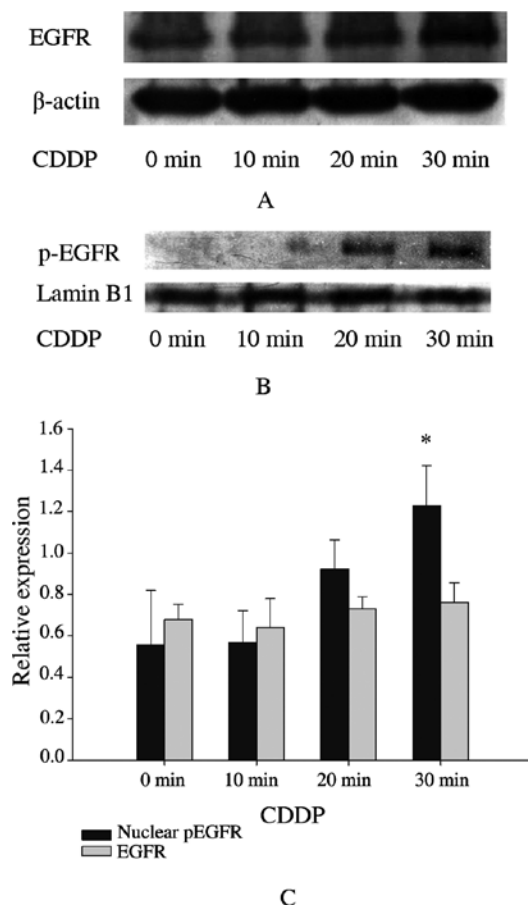 EGFR
β-actin
CDDP 0 min 10 min 20 min 30 min
A
p-EGFR
Lamin B1
CDDP 0 min 10 min 20 min 30 min
B
1.6
1.4
1.2
1.0
0.8
0.6
0.4
0.0
Relative expression
*
0 min 10 min 20 min 30 min
CDDP
Nuclear pEGFR
EGFR
C